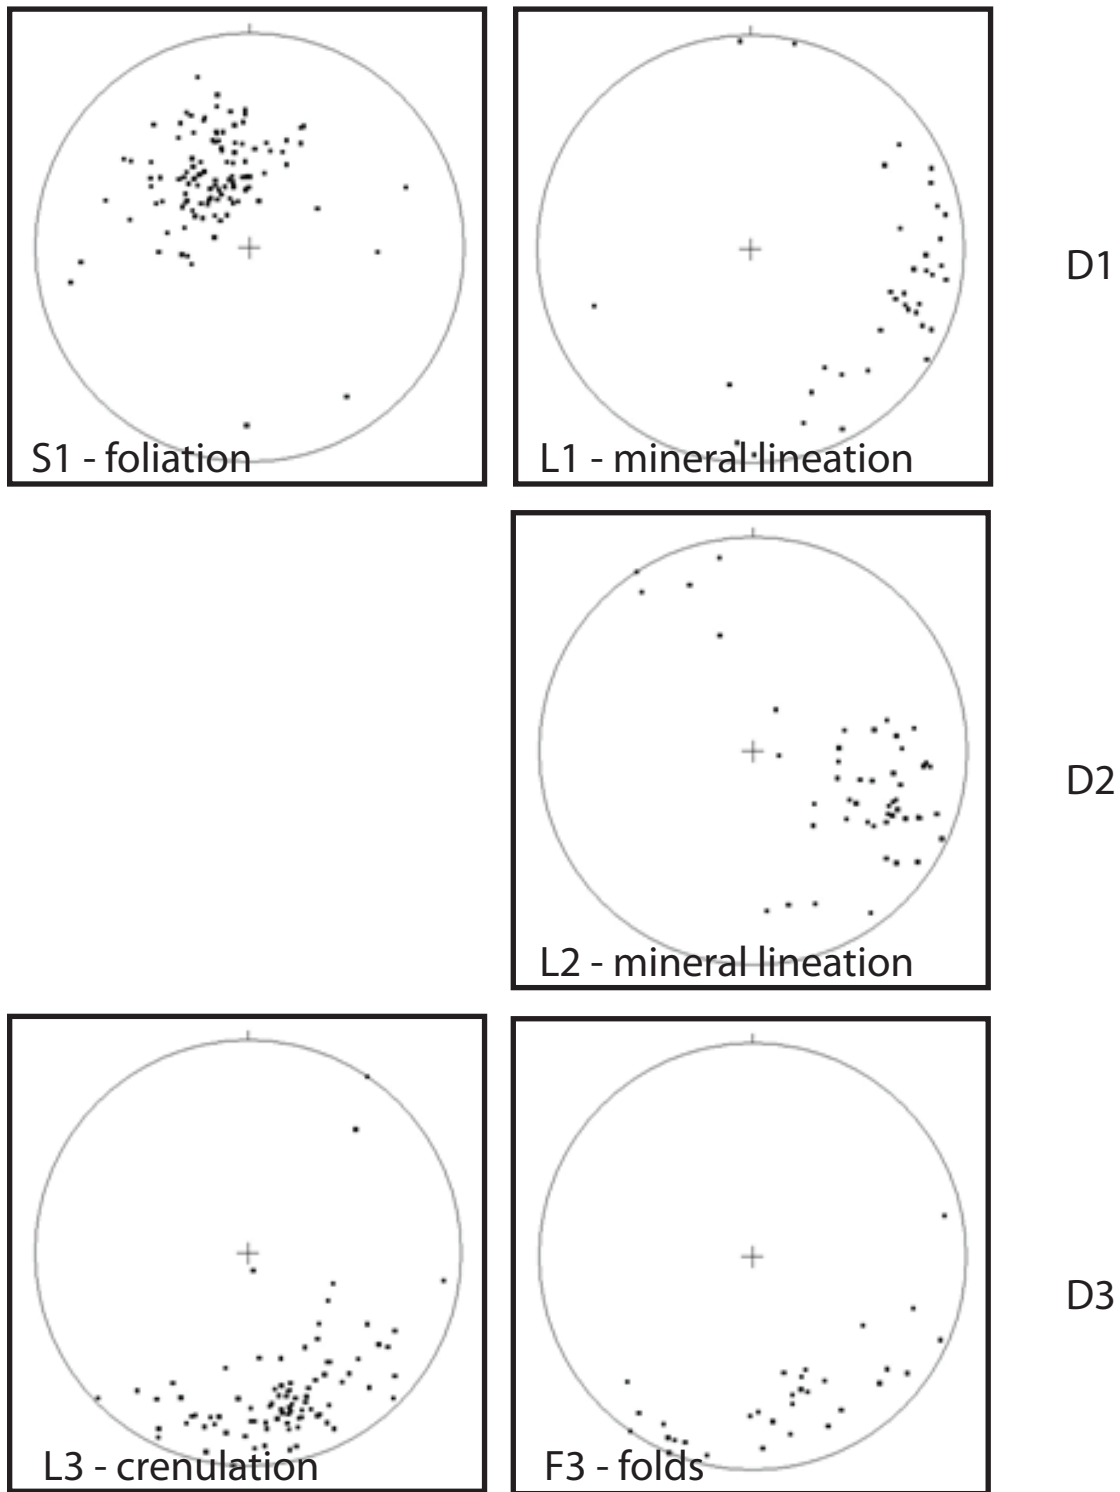 S1 - foliation
L1 - mineral lineation
D1
L2 - mineral lineation
D2
L3 - crenulation
F3 - folds
D3